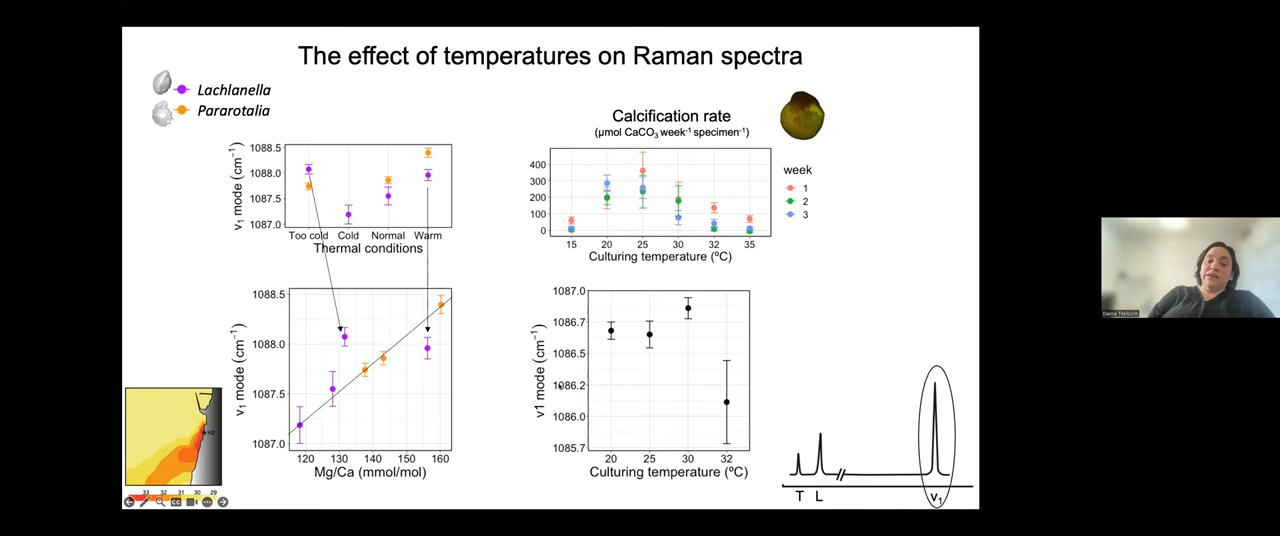 The effect of temperatures on Raman spectra
Lachlanella
Pararotalia
1088.5
1088.0
1087.5
1087.0
ν₁ mode (cm⁻¹)
Too cold Cold Normal Warm
Thermal conditions
1088.5
1088.0
1087.5
1087.0
ν₁ mode (cm⁻¹)
120 130 140 150 160
Mg/Ca (mmol/mol)
33 32 31 30 29
H2
Calcification rate
(μmol CaCO₃ week⁻¹ specimen⁻¹)
400
300
200
100
0
15 20 25 30 32 35
Culturing temperature (ºC)
week
1
2
3
1087.0
1086.7
1086.5
1086.2
1086.0
1085.7
ν1 mode (cm⁻¹)
20 25 30 32
Culturing temperature (ºC)
T L ν₁